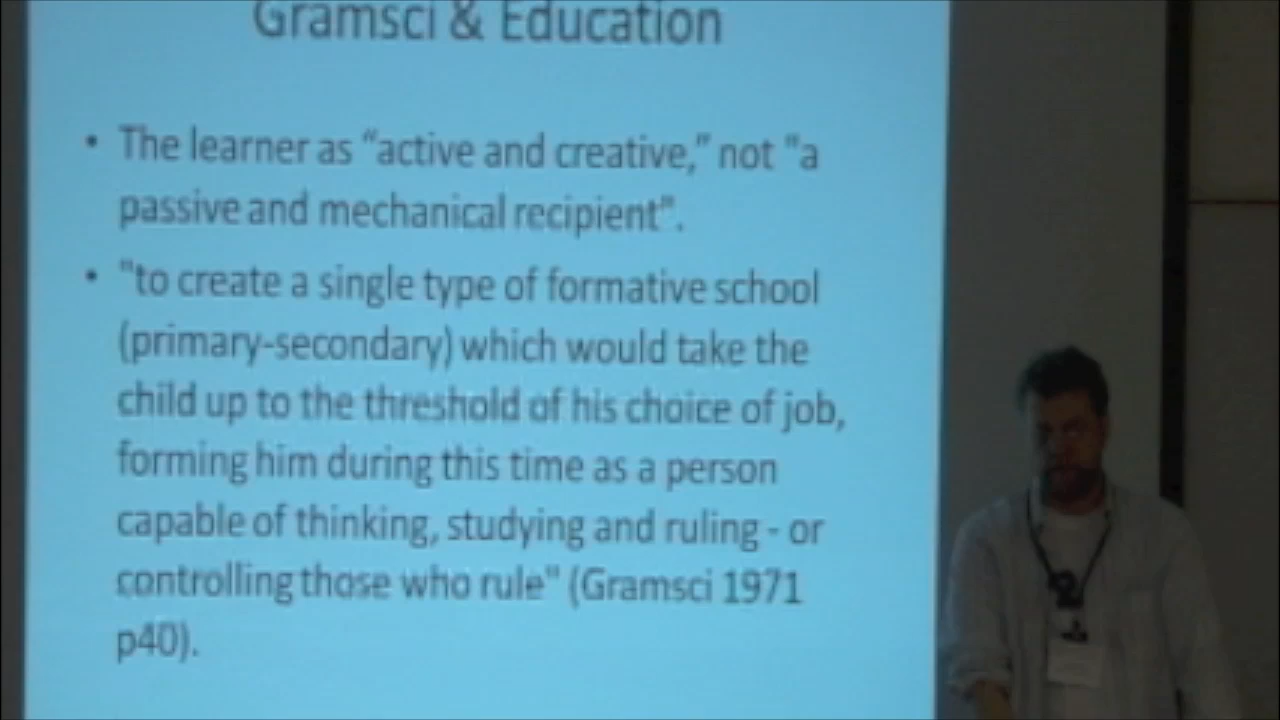 Gramsci & Education
• The learner as “active and creative,” not "a
passive and mechanical recipient".
• "to create a single type of formative school
(primary-secondary) which would take the
child up to the threshold of his choice of job,
forming him during this time as a person
capable of thinking, studying and ruling - or
controlling those who rule" (Gramsci 1971
p40).